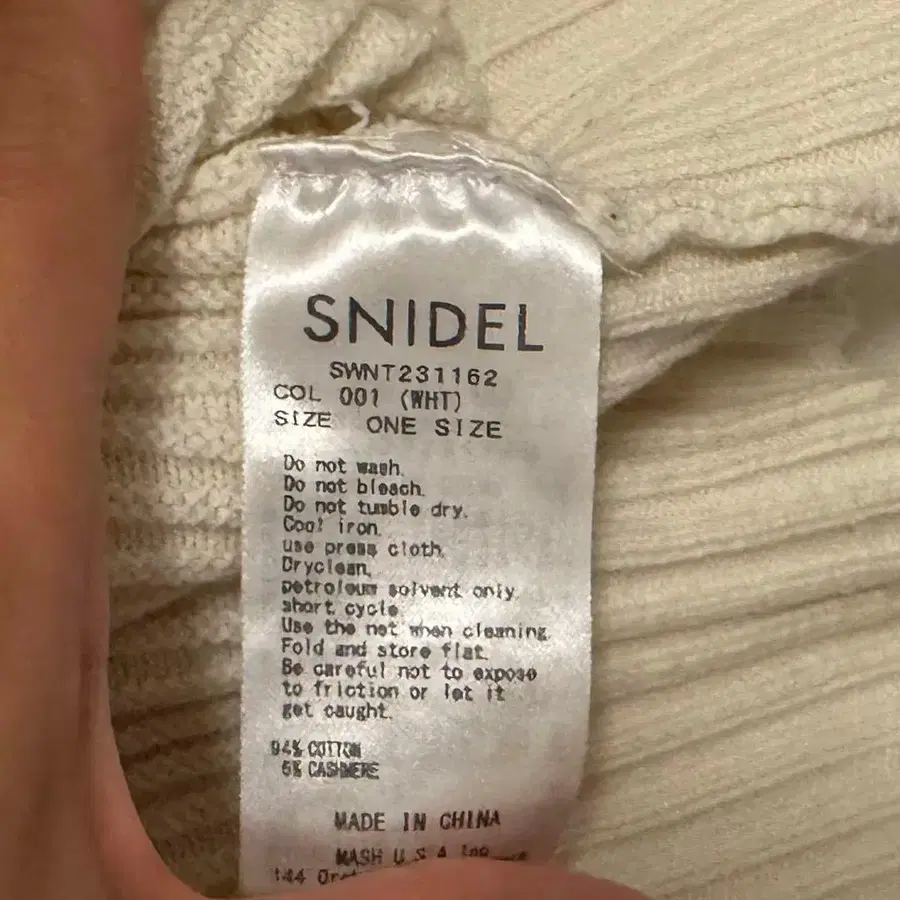 SNIDEL
SWNT231162
COL 001 (WHT)
SIZE ONE SIZE
Do not wash.
Do not bleach.
Do not tumble dry.
Cool iron.
use press cloth.
Dryclean,
petroleum solvent only.
short cycle
Use the net when cleaning.
Fold and store flat.
Be careful not to expose
to friction or let it
get caught.
94% COTTON
6% CASHMERE
MADE IN CHINA
MASH U.S.A Inc
144